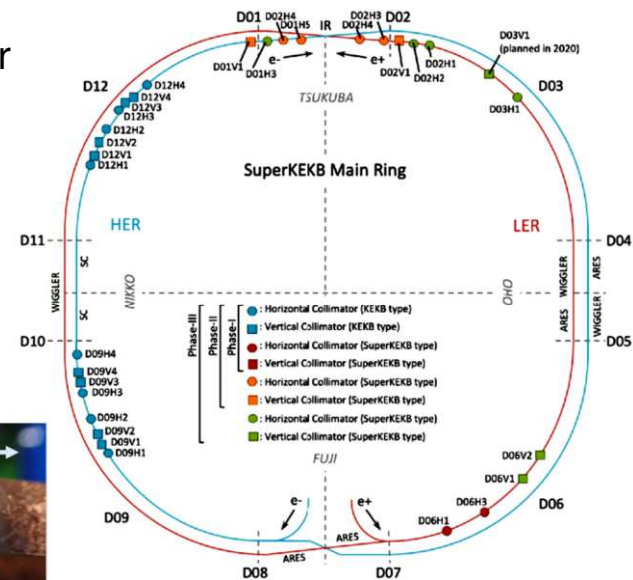 r
D01
D02H4
D01H5
IR
D02H3
D02H4
D02
D01V1
D01H3
e-
e+
D02V1
D02H2
D02H1
D03V1
(planned in 2020)
D03H1
D03
TSUKUBA
D12
D12H4
D12V4
D12V3
D12H3
D12H2
D12V2
D12V1
D12H1
SuperKEKB Main Ring
HER
LER
D11
D04
WIGGLER
SC
SC
NIKKO
OHO
WIGGLER
ARES
ARES
WIGGLER
D10
D05
Phase-III
Phase-II
Phase-I
: Horizontal Collimator (KEKB type)
: Vertical Collimator (KEKB type)
: Horizontal Collimator (SuperKEKB type)
: Vertical Collimator (SuperKEKB type)
: Horizontal Collimator (SuperKEKB type)
: Vertical Collimator (SuperKEKB type)
: Horizontal Collimator (SuperKEKB type)
: Vertical Collimator (SuperKEKB type)
D09H4
D09V4
D09V3
D09H3
D09H2
D09V2
D09V1
D09H1
FUJI
D06V2
D06V1
D06H3
D06H1
D06
D09
e-
e+
ARES
ARES
D08
D07